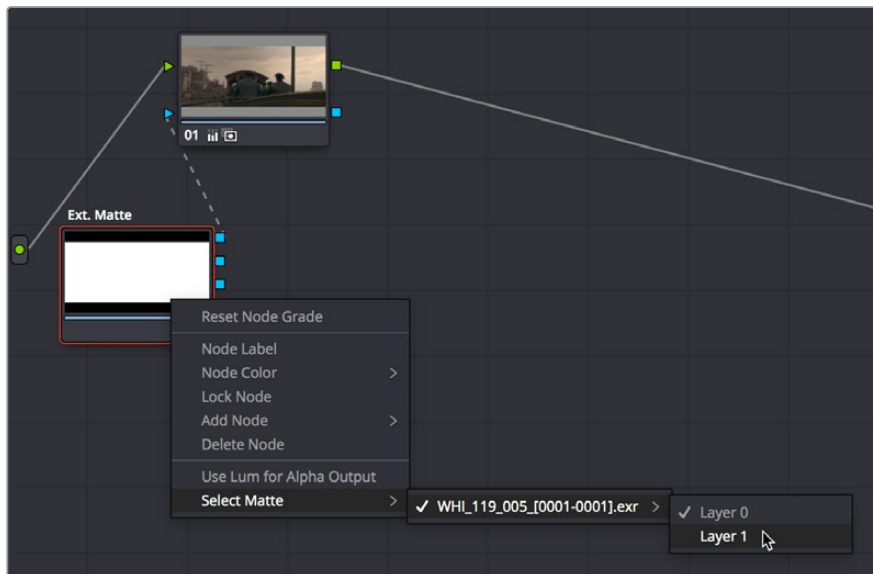 01
Ext. Matte
Reset Node Grade
Node Label
Node Color
Lock Node
Add Node
Delete Node
Use Lum for Alpha Output
Select Matte
WHI_119_005_[0001-0001].exr
Layer 0
Layer 1